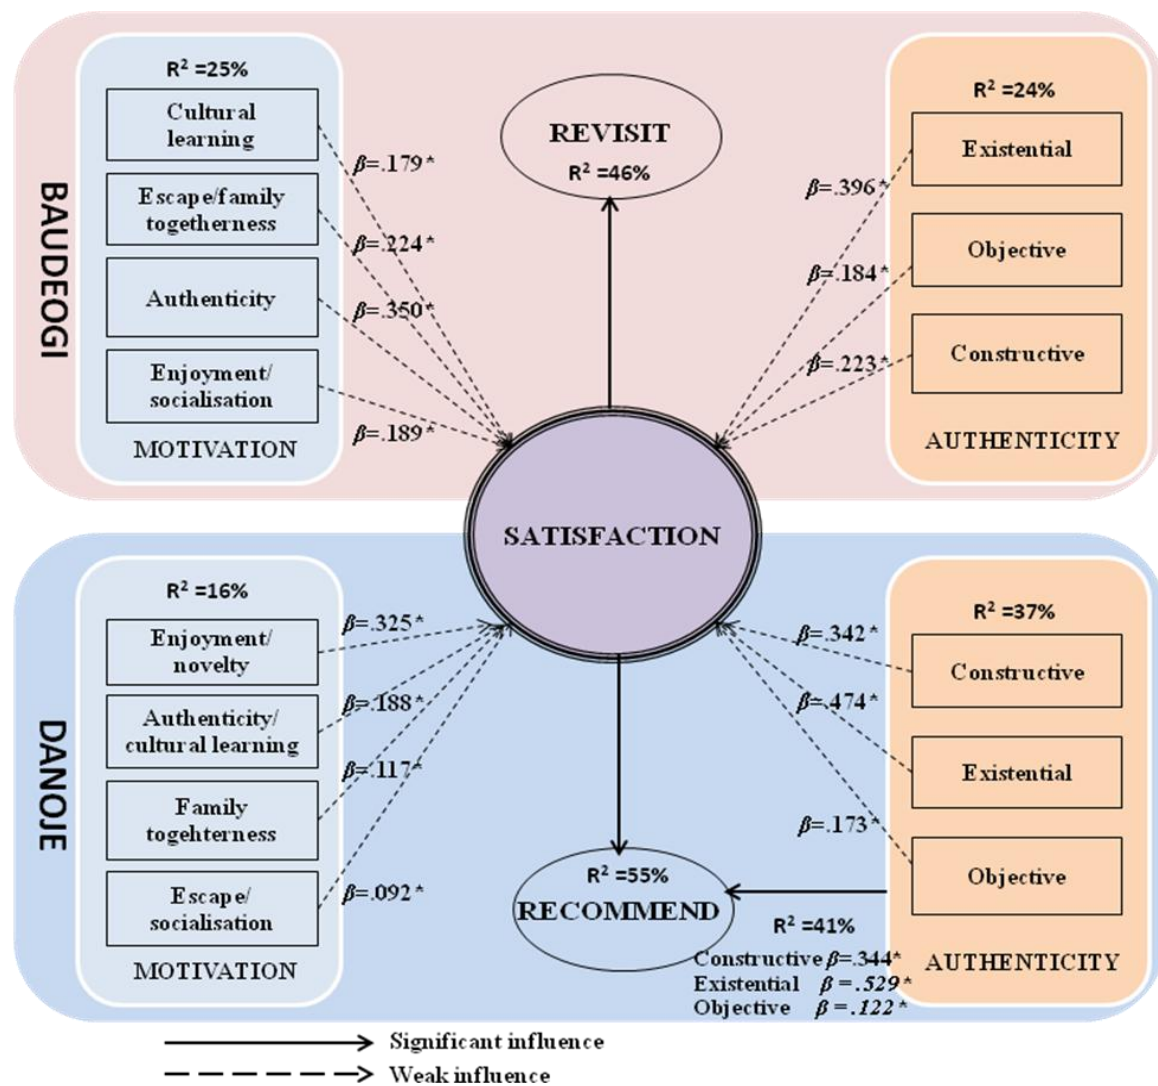 BAUDEOGI
R² =25%
Cultural
learning
Escape/family
togetherness
Authenticity
Enjoyment/
socialisation
MOTIVATION
β=.179*
β=.224*
β=.350*
β=.189*
REVISIT
R² =46%
R² =24%
Existential
Objective
Constructive
AUTHENTICITY
β=.396*
β=.184*
β=.223*
SATISFACTION
DANOJE
R² =16%
Enjoyment/
novelty
Authenticity/
cultural learning
Family
togehterness
Escape/
socialisation
MOTIVATION
β=.325*
β=.188*
β=.117*
β=.092*
R² =37%
Constructive
Existential
Objective
AUTHENTICITY
β=.342*
β=.474*
β=.173*
R² =55%
RECOMMEND
R² =41%
Constructive β=.344*
Existential β =.529*
Objective β =.122*
Significant influence
Weak influence